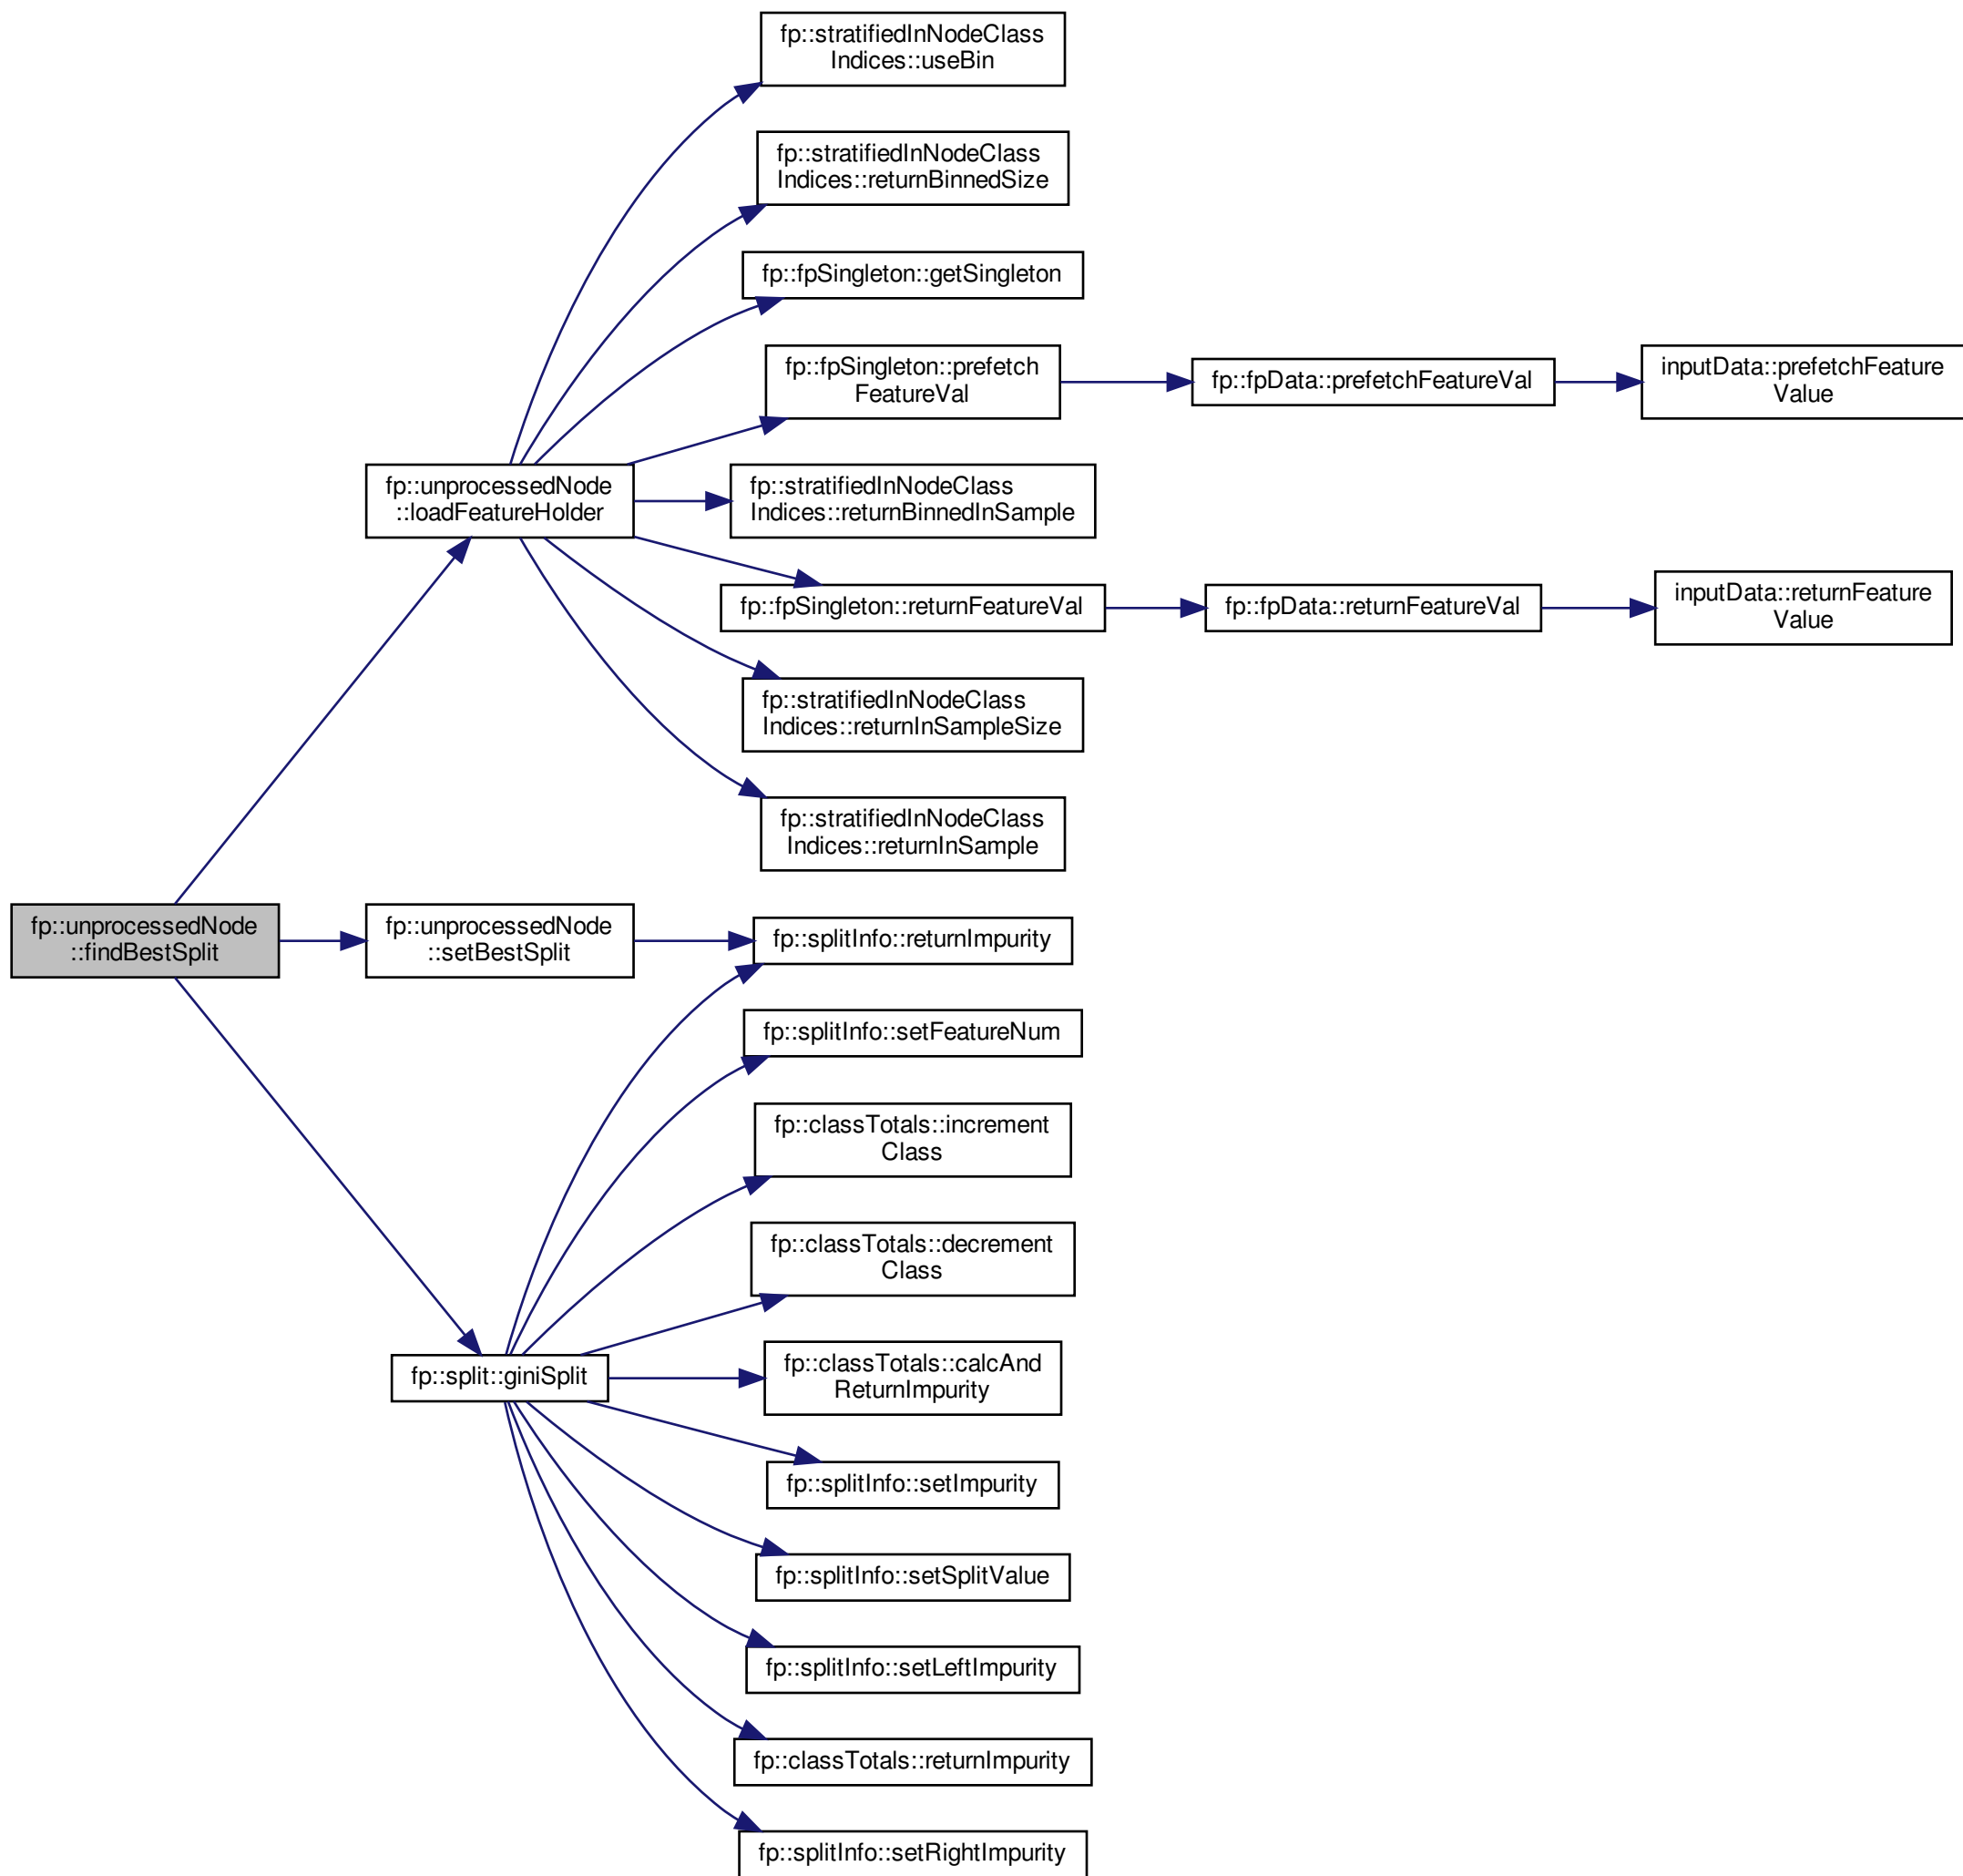 fp::stratifiedInNodeClass
Indices::useBin
fp::stratifiedInNodeClass
Indices::returnBinnedSize
fp::fpSingleton::getSingleton
fp::fpSingleton::prefetch
FeatureVal
fp::fpData::prefetchFeatureVal
inputData::prefetchFeature
Value
fp::unprocessedNode
::loadFeatureHolder
fp::stratifiedInNodeClass
Indices::returnBinnedInSample
fp::fpSingleton::returnFeatureVal
fp::fpData::returnFeatureVal
inputData::returnFeature
Value
fp::stratifiedInNodeClass
Indices::returnInSampleSize
fp::stratifiedInNodeClass
Indices::returnInSample
fp::unprocessedNode
::findBestSplit
fp::unprocessedNode
::setBestSplit
fp::splitInfo::returnImpurity
fp::splitInfo::setFeatureNum
fp::classTotals::increment
Class
fp::classTotals::decrement
Class
fp::split::giniSplit
fp::classTotals::calcAnd
ReturnImpurity
fp::splitInfo::setImpurity
fp::splitInfo::setSplitValue
fp::splitInfo::setLeftImpurity
fp::classTotals::returnImpurity
fp::splitInfo::setRightImpurity